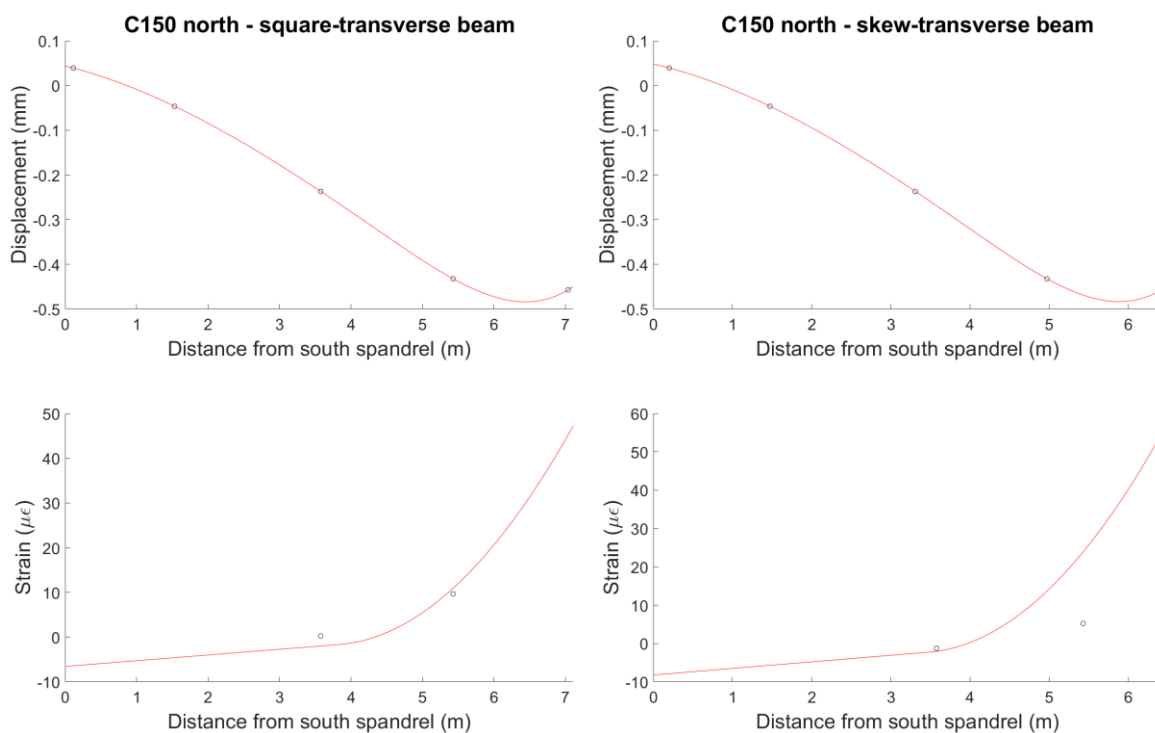 C150 north - square-transverse beam
0.1
0
-0.1
-0.2
-0.3
-0.4
-0.5
Displacement (mm)
0 1 2 3 4 5 6 7
Distance from south spandrel (m)
C150 north - skew-transverse beam
0.1
0
-0.1
-0.2
-0.3
-0.4
-0.5
Displacement (mm)
0 1 2 3 4 5 6
Distance from south spandrel (m)
50
40
30
20
10
0
-10
Strain (με)
0 1 2 3 4 5 6 7
Distance from south spandrel (m)
60
50
40
30
20
10
0
-10
Strain (με)
0 1 2 3 4 5 6
Distance from south spandrel (m)